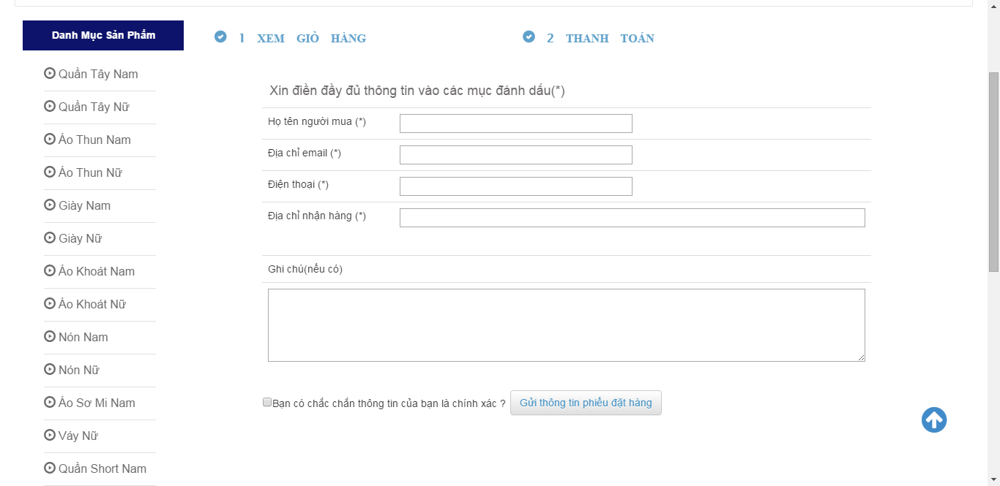 Danh Mục Sản Phẩm
Quần Tây Nam
Quần Tây Nữ
Áo Thun Nam
Áo Thun Nữ
Giày Nam
Giày Nữ
Áo Khoát Nam
Áo Khoát Nữ
Nón Nam
Nón Nữ
Áo Sơ Mi Nam
Váy Nữ
Quần Short Nam
1 XEM GIỎ HÀNG
2 THANH TOÁN
Xin điền đầy đủ thông tin vào các mục đánh dấu(*)
Họ tên người mua (*)
Địa chỉ email (*)
Điện thoại (*)
Địa chỉ nhận hàng (*)
Ghi chú(nếu có)
Bạn có chắc chắn thông tin của bạn là chính xác ?
Gửi thông tin phiếu đặt hàng